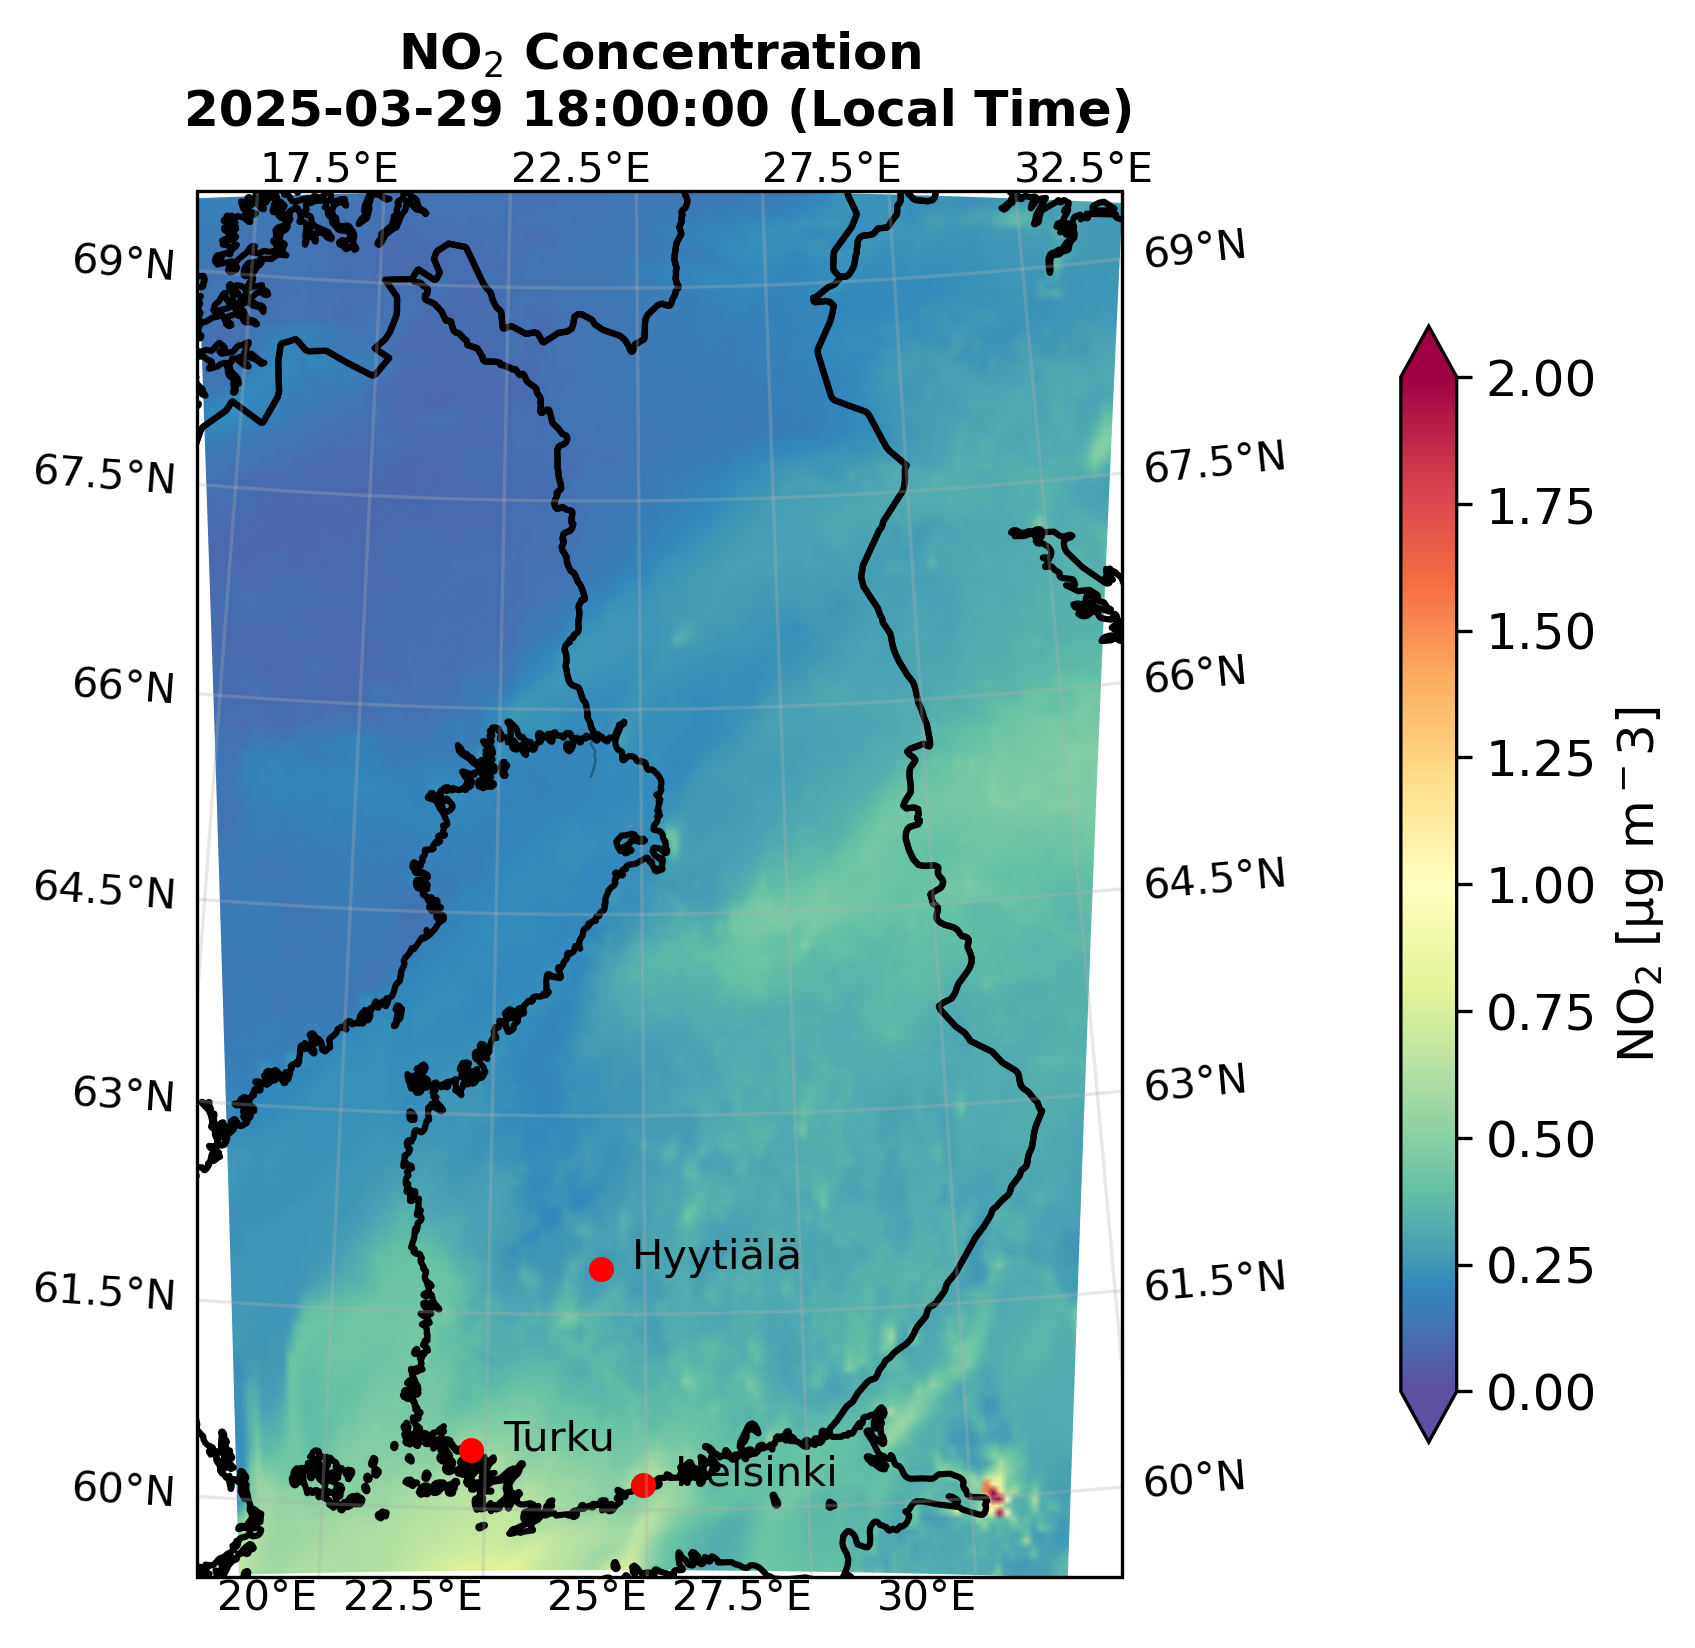 NO₂ Concentration
2025-03-29 18:00:00 (Local Time)
17.5°E 22.5°E 27.5°E 32.5°E
69°N 69°N
67.5°N 67.5°N
66°N 66°N
64.5°N 64.5°N
63°N 63°N
61.5°N 61.5°N
60°N 60°N
Hyytiälä
Turku
Helsinki
20°E 22.5°E 25°E 27.5°E 30°E
2.00
1.75
1.50
1.25
1.00
0.75
0.50
0.25
0.00
NO₂ [µg m⁻3]